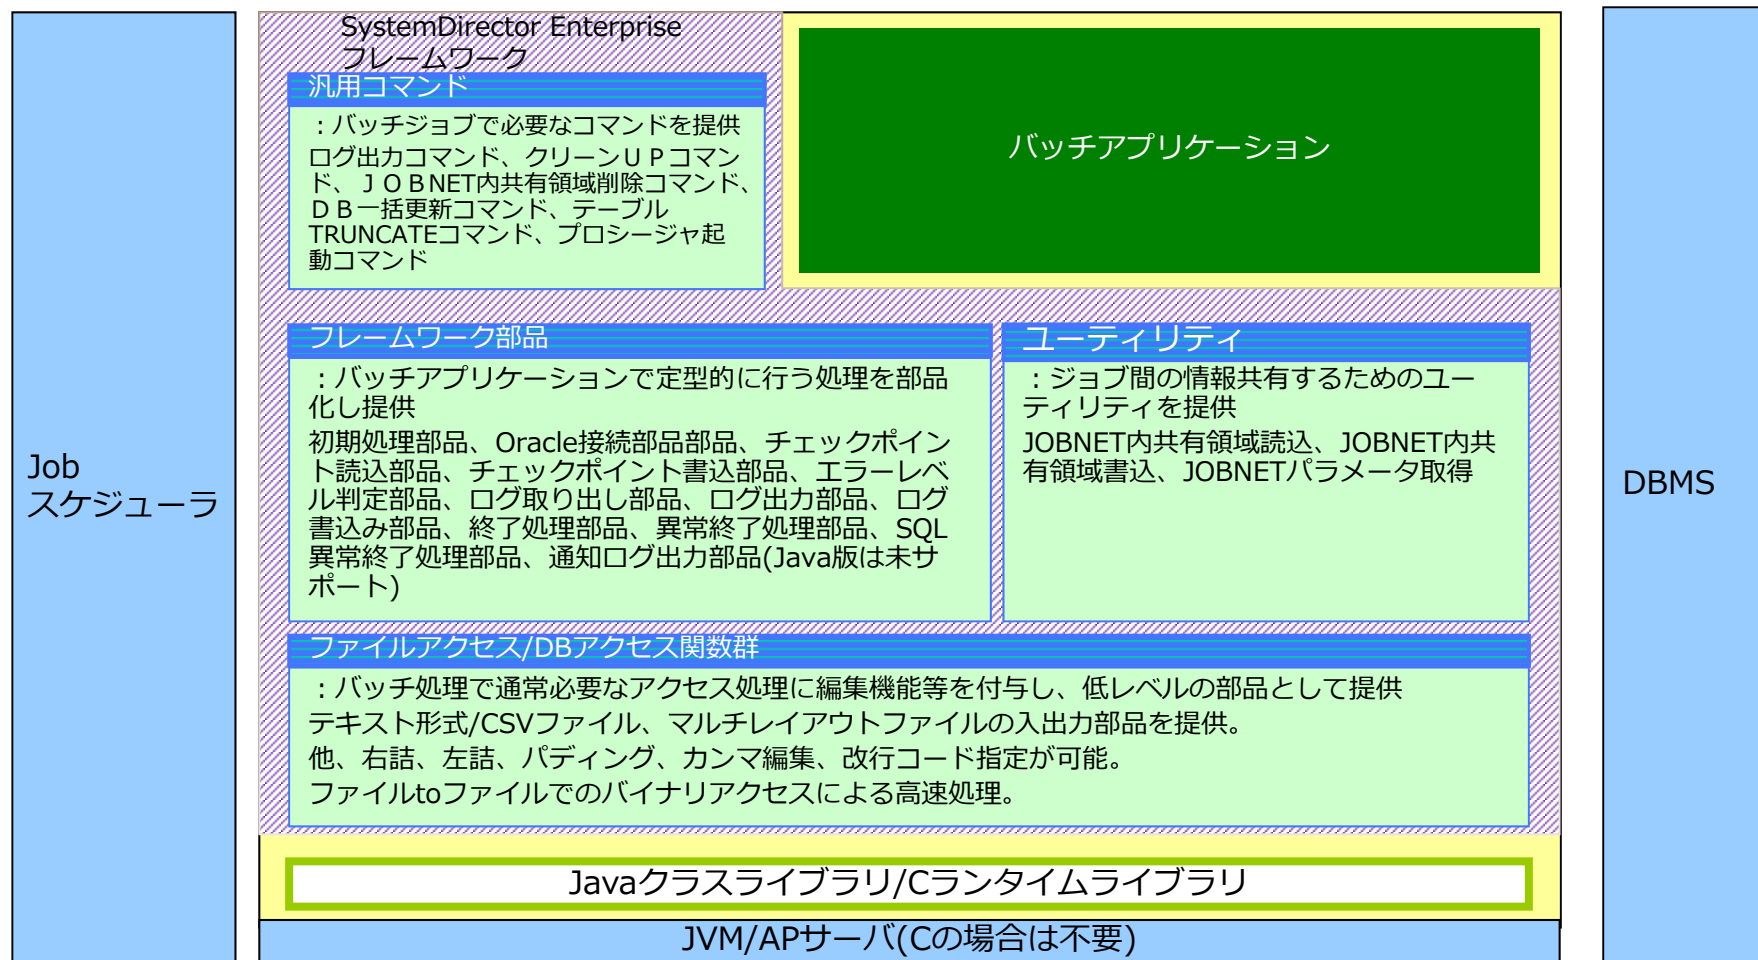 SystemDirector Enterprise
フレームワーク
汎用コマンド
：バッチジョブで必要なコマンドを提供
ログ出力コマンド、クリーンＵＰコマン
ド、ＪＯＢNET内共有領域削除コマンド、
ＤＢ一括更新コマンド、テーブル
TRUNCATEコマンド、プロシージャ起
動コマンド
バッチアプリケーション
フレームワーク部品
：バッチアプリケーションで定型的に行う処理を部品
化し提供
初期処理部品、Oracle接続部品部品、チェックポイン
ト読込部品、チェックポイント書込部品、エラーレベ
ル判定部品、ログ取り出し部品、ログ出力部品、ログ
書込み部品、終了処理部品、異常終了処理部品、SQL
異常終了処理部品、通知ログ出力部品(Java版は未サ
ポート)
ユーティリティ
：ジョブ間の情報共有するためのユー
ティリティを提供
JOBNET内共有領域読込、JOBNET内共
有領域書込、JOBNETパラメータ取得
Job
スケジューラ
DBMS
ファイルアクセス/DBアクセス関数群
：バッチ処理で通常必要なアクセス処理に編集機能等を付与し、低レベルの部品として提供
テキスト形式/CSVファイル、マルチレイアウトファイルの入出力部品を提供。
他、右詰、左詰、パディング、カンマ編集、改行コード指定が可能。
ファイルtoファイルでのバイナリアクセスによる高速処理。
Javaクラスライブラリ/Cランタイムライブラリ
JVM/APサーバ(Cの場合は不要)